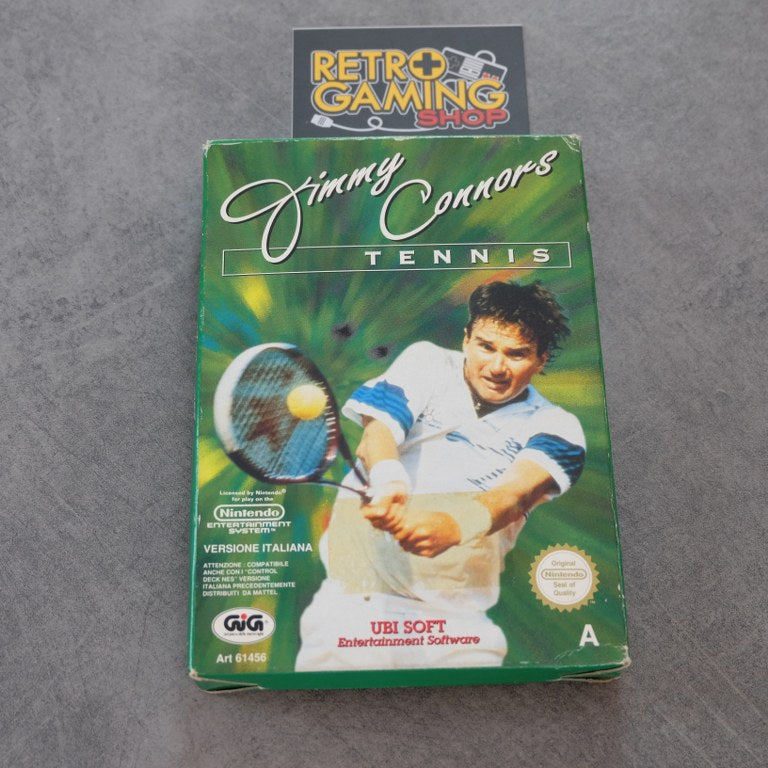 RETRO
GAMING
SHOP
Jimmy
Connors
TENNIS
Licensed by Nintendo®
for play on the
Nintendo
ENTERTAINMENT
SYSTEM™
VERSIONE ITALIANA
ATTENZIONE : COMPATIBILE
ANCHE CON I "CONTROL
DECK NES" VERSIONE
ITALIANA PRECEDENTEMENTE
DISTRIBUITI DA MATTEL
GiG
Art 61456
UBI SOFT
Entertainment Software
Original
Nintendo
Seal of
Quality
TM
A